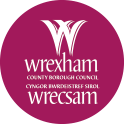 wrexham
COUNTY BOROUGH COUNCIL
CYNGOR BWRDEISTREF SIROL
wrecsam